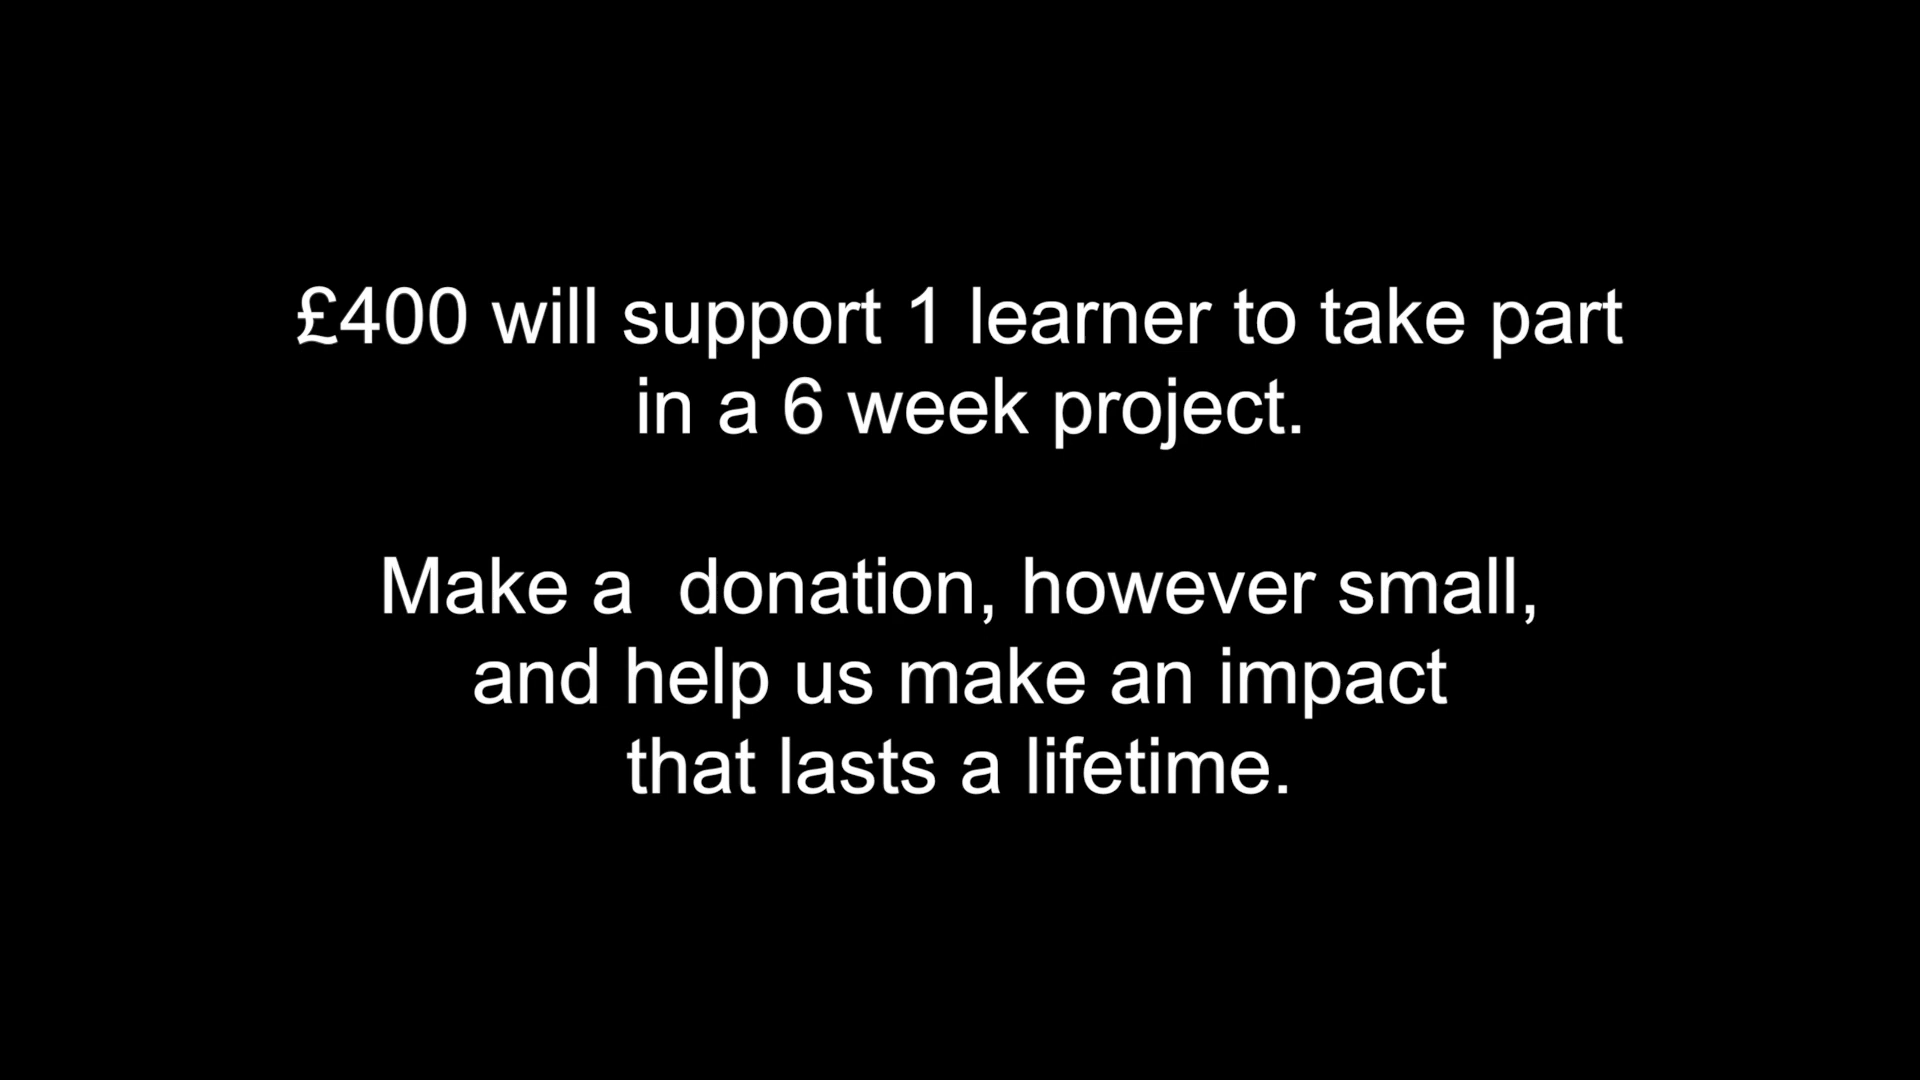 £400 will support 1 learner to take part
in a 6 week project.
Make a  donation, however small,
and help us make an impact
that lasts a lifetime.